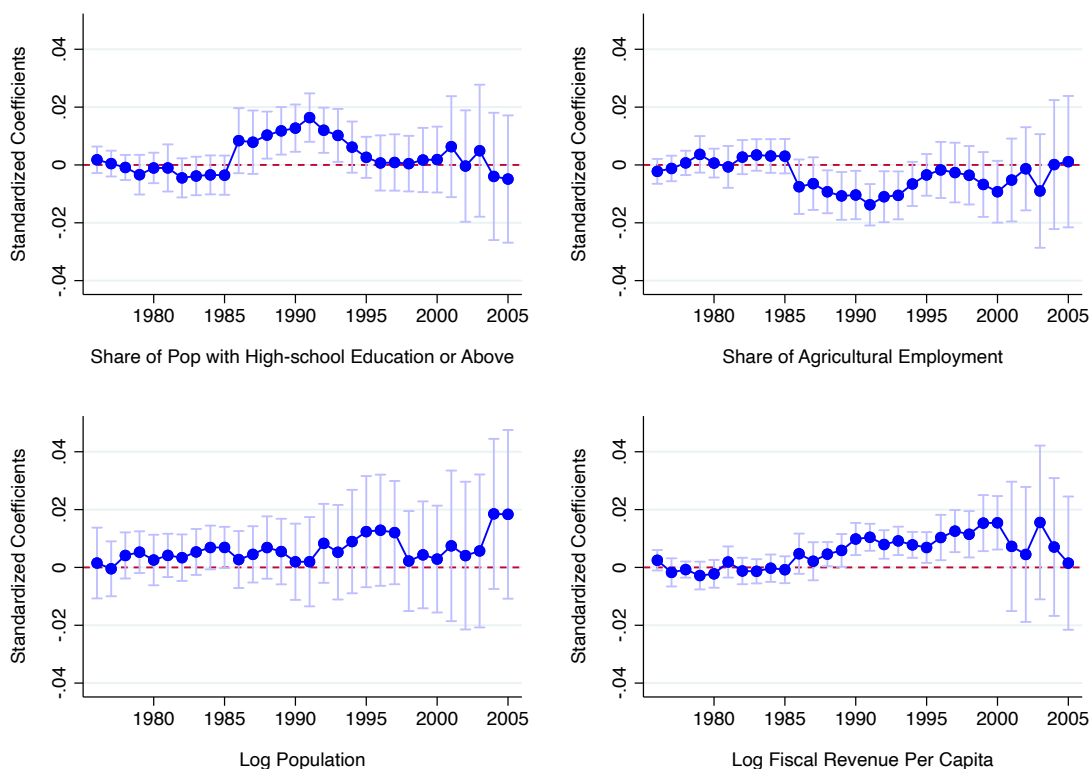 Standardized Coefficients
.04
.02
0
-.02
-.04
1980 1985 1990 1995 2000 2005
Share of Pop with High-school Education or Above
Standardized Coefficients
.04
.02
0
-.02
-.04
1980 1985 1990 1995 2000 2005
Share of Agricultural Employment
Standardized Coefficients
.04
.02
0
-.02
-.04
1980 1985 1990 1995 2000 2005
Log Population
Standardized Coefficients
.04
.02
0
-.02
-.04
1980 1985 1990 1995 2000 2005
Log Fiscal Revenue Per Capita